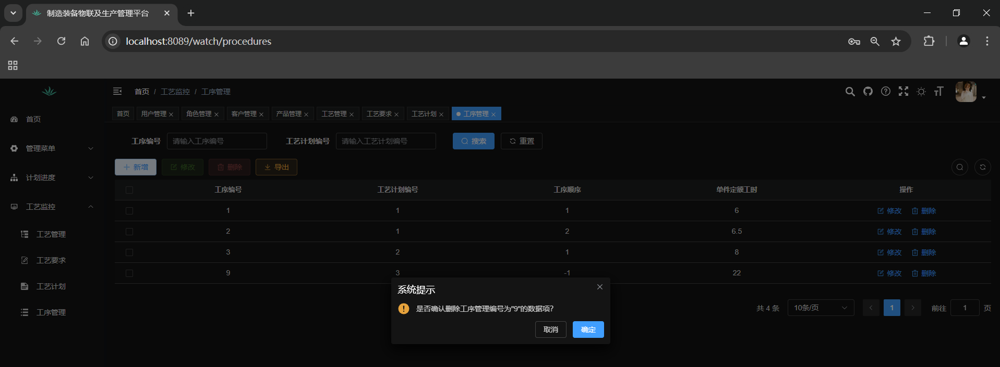 制造装备物联及生产管理平台
localhost:8089/watch/procedures
首页 / 工艺监控 / 工序管理
首页 用户管理 角色管理 客户管理 产品管理 工艺管理 工艺要求 工艺计划 工序管理
首页
管理菜单
计划进度
工艺监控
工艺管理
工艺要求
工艺计划
工序管理
工序编号 请输入工序编号 工艺计划编号 请输入工艺计划编号 搜索 重置
新增 修改 删除 导出
工序编号 工艺计划编号 工序顺序 单件定额工时 操作
1 1 1 6 修改 删除
2 1 2 6.5 修改 删除
3 2 1 8 修改 删除
9 3 -1 22 修改 删除
系统提示
是否确认删除工序管理编号为"9"的数据项?
取消 确定
共 4 条 10条/页 1 前往 1 页